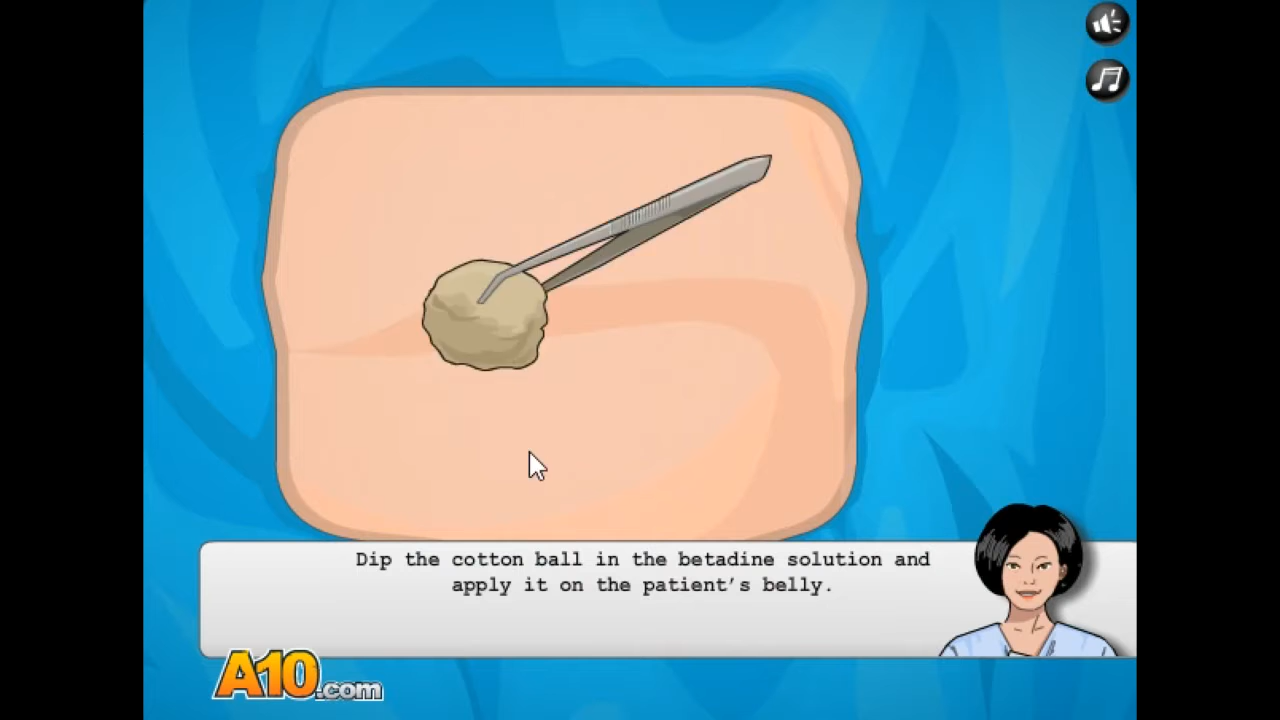 Dip the cotton ball in the betadine solution and
apply it on the patient's belly.
A10.com